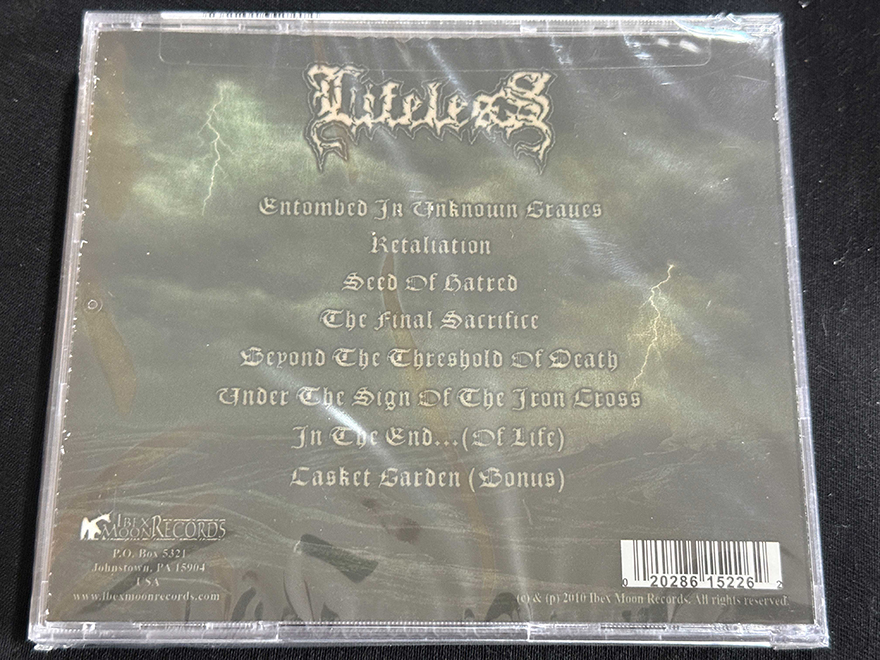 Lifeless
Entombed In Unknown Graves
Retaliation
Seed Of Hatred
The Final Sacrifice
Beyond The Threshold Of Death
Under The Sign Of The Iron Cross
In The End...(Of Life)
Casket Garden (Bonus)
Ibex
Moon Records
P.O. Box 5321
Johnstown, PA 15904
USA
www.ibexmoonrecords.com
0 20286 15226 2
(c) & (p) 2010 Ibex Moon Records. All rights reserved.